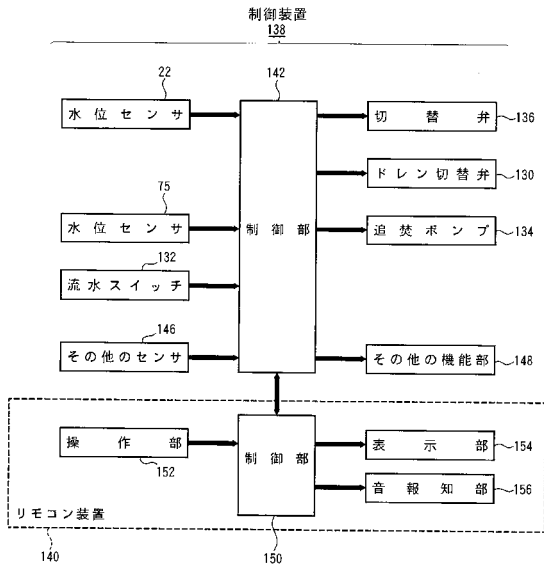 制御装置
138
22
142
水位センサ
切替弁
136
ドレン切替弁
130
75
水位センサ
制御部
追焚ポンプ
134
132
流水スイッチ
146
その他のセンサ
その他の機能部
148
操作部
152
制御部
表示部
154
音報知部
156
リモコン装置
140
150